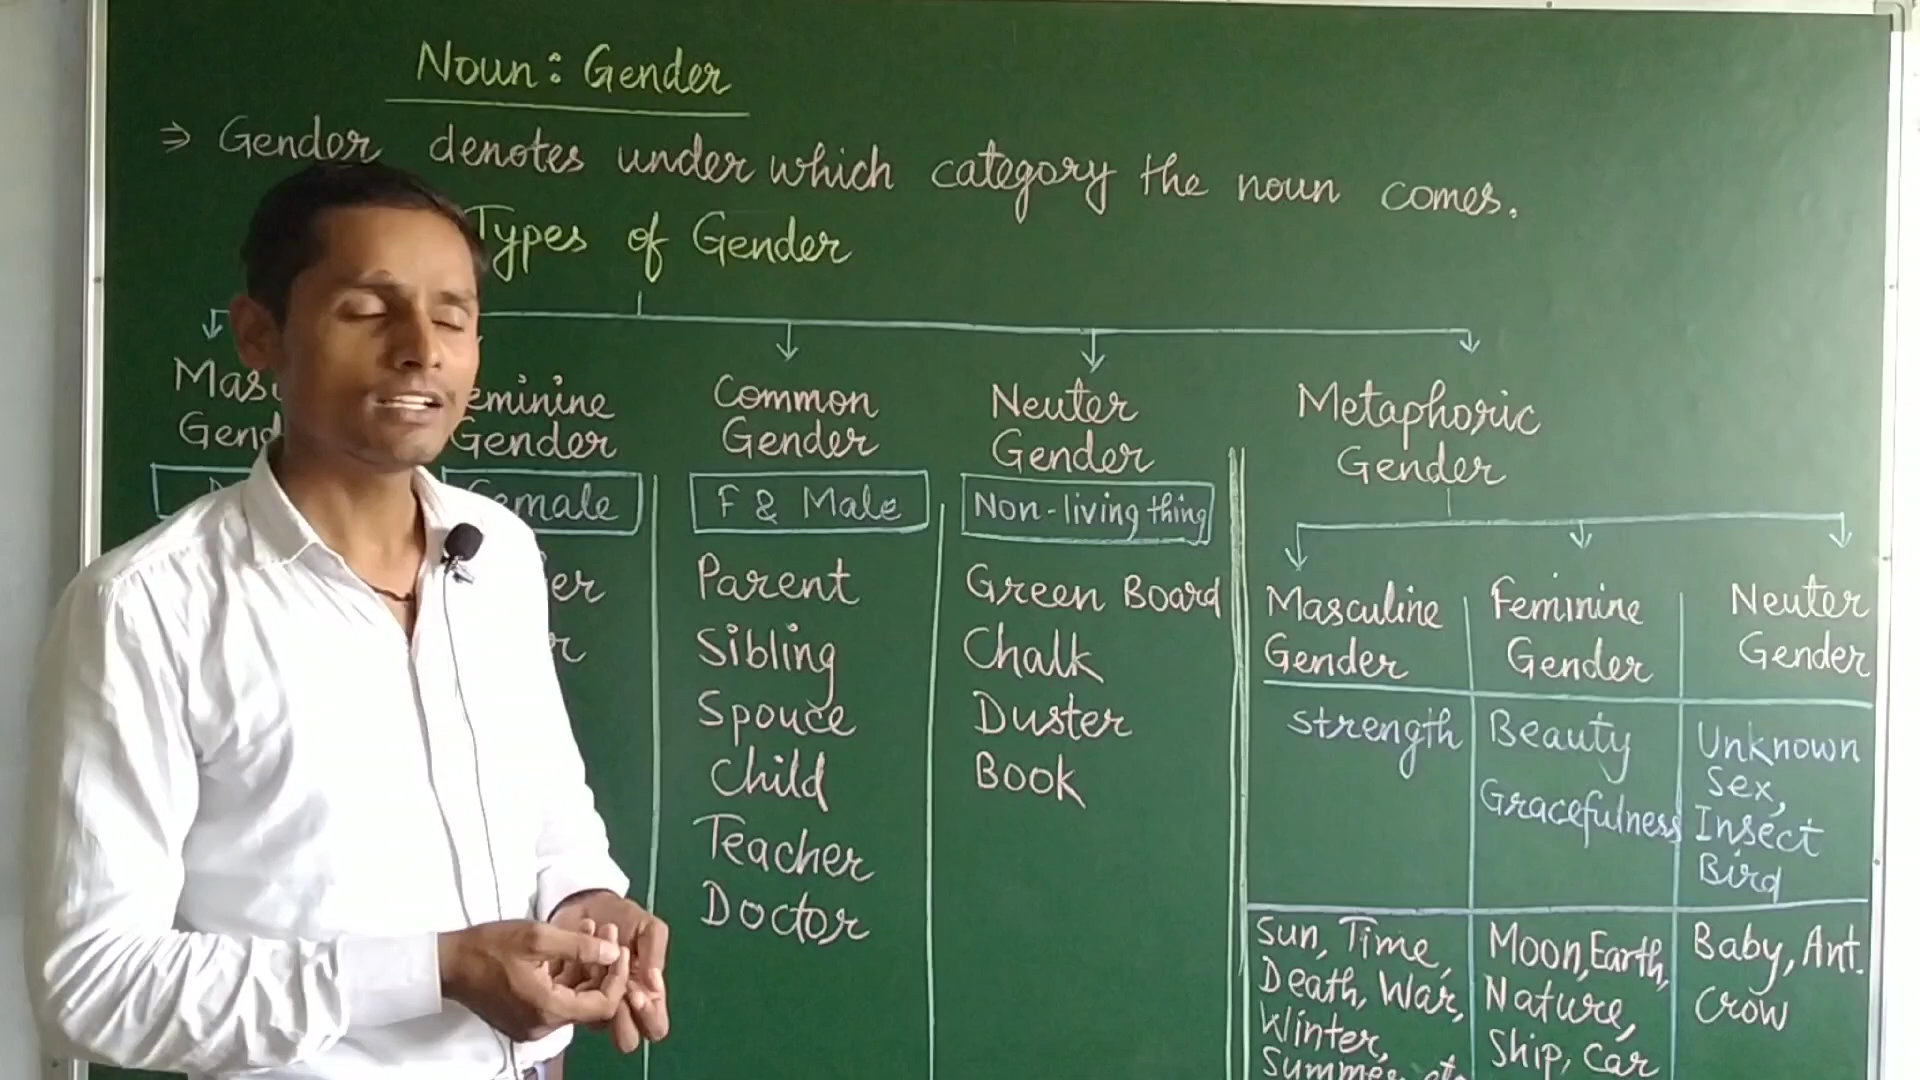 Noun: Gender
⇒ Gender denotes under which category the noun comes.
Types of Gender
Common Gender
Neuter Gender
Metaphoric Gender
Gender
F & Male
Non-living thing
Parent
Sibling
Spouce
Child
Teacher
Doctor
Green Board
Chalk
Duster
Book
Masculine Gender
Feminine Gender
Neuter Gender
Strength
Beauty
Gracefulness
Unknown
Sex,
Insect
Bird
Sun, Time,
Death, War,
Winter,
Moon, Earth,
Nature,
Ship, Car
Baby, Ant.
Crow